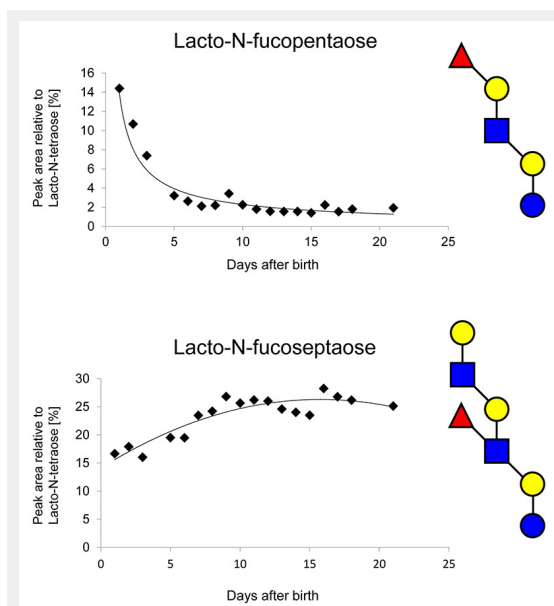 Lacto-N-fucopentaose
Peak area relative to
Lacto-N-tetraose [%]
16
14
12
10
8
6
4
2
0
0 5 10 15 20 25
Days after birth
Lacto-N-fucoseptaose
Peak area relative to
Lacto-N-tetraose [%]
30
25
20
15
10
5
0
0 5 10 15 20 25
Days after birth